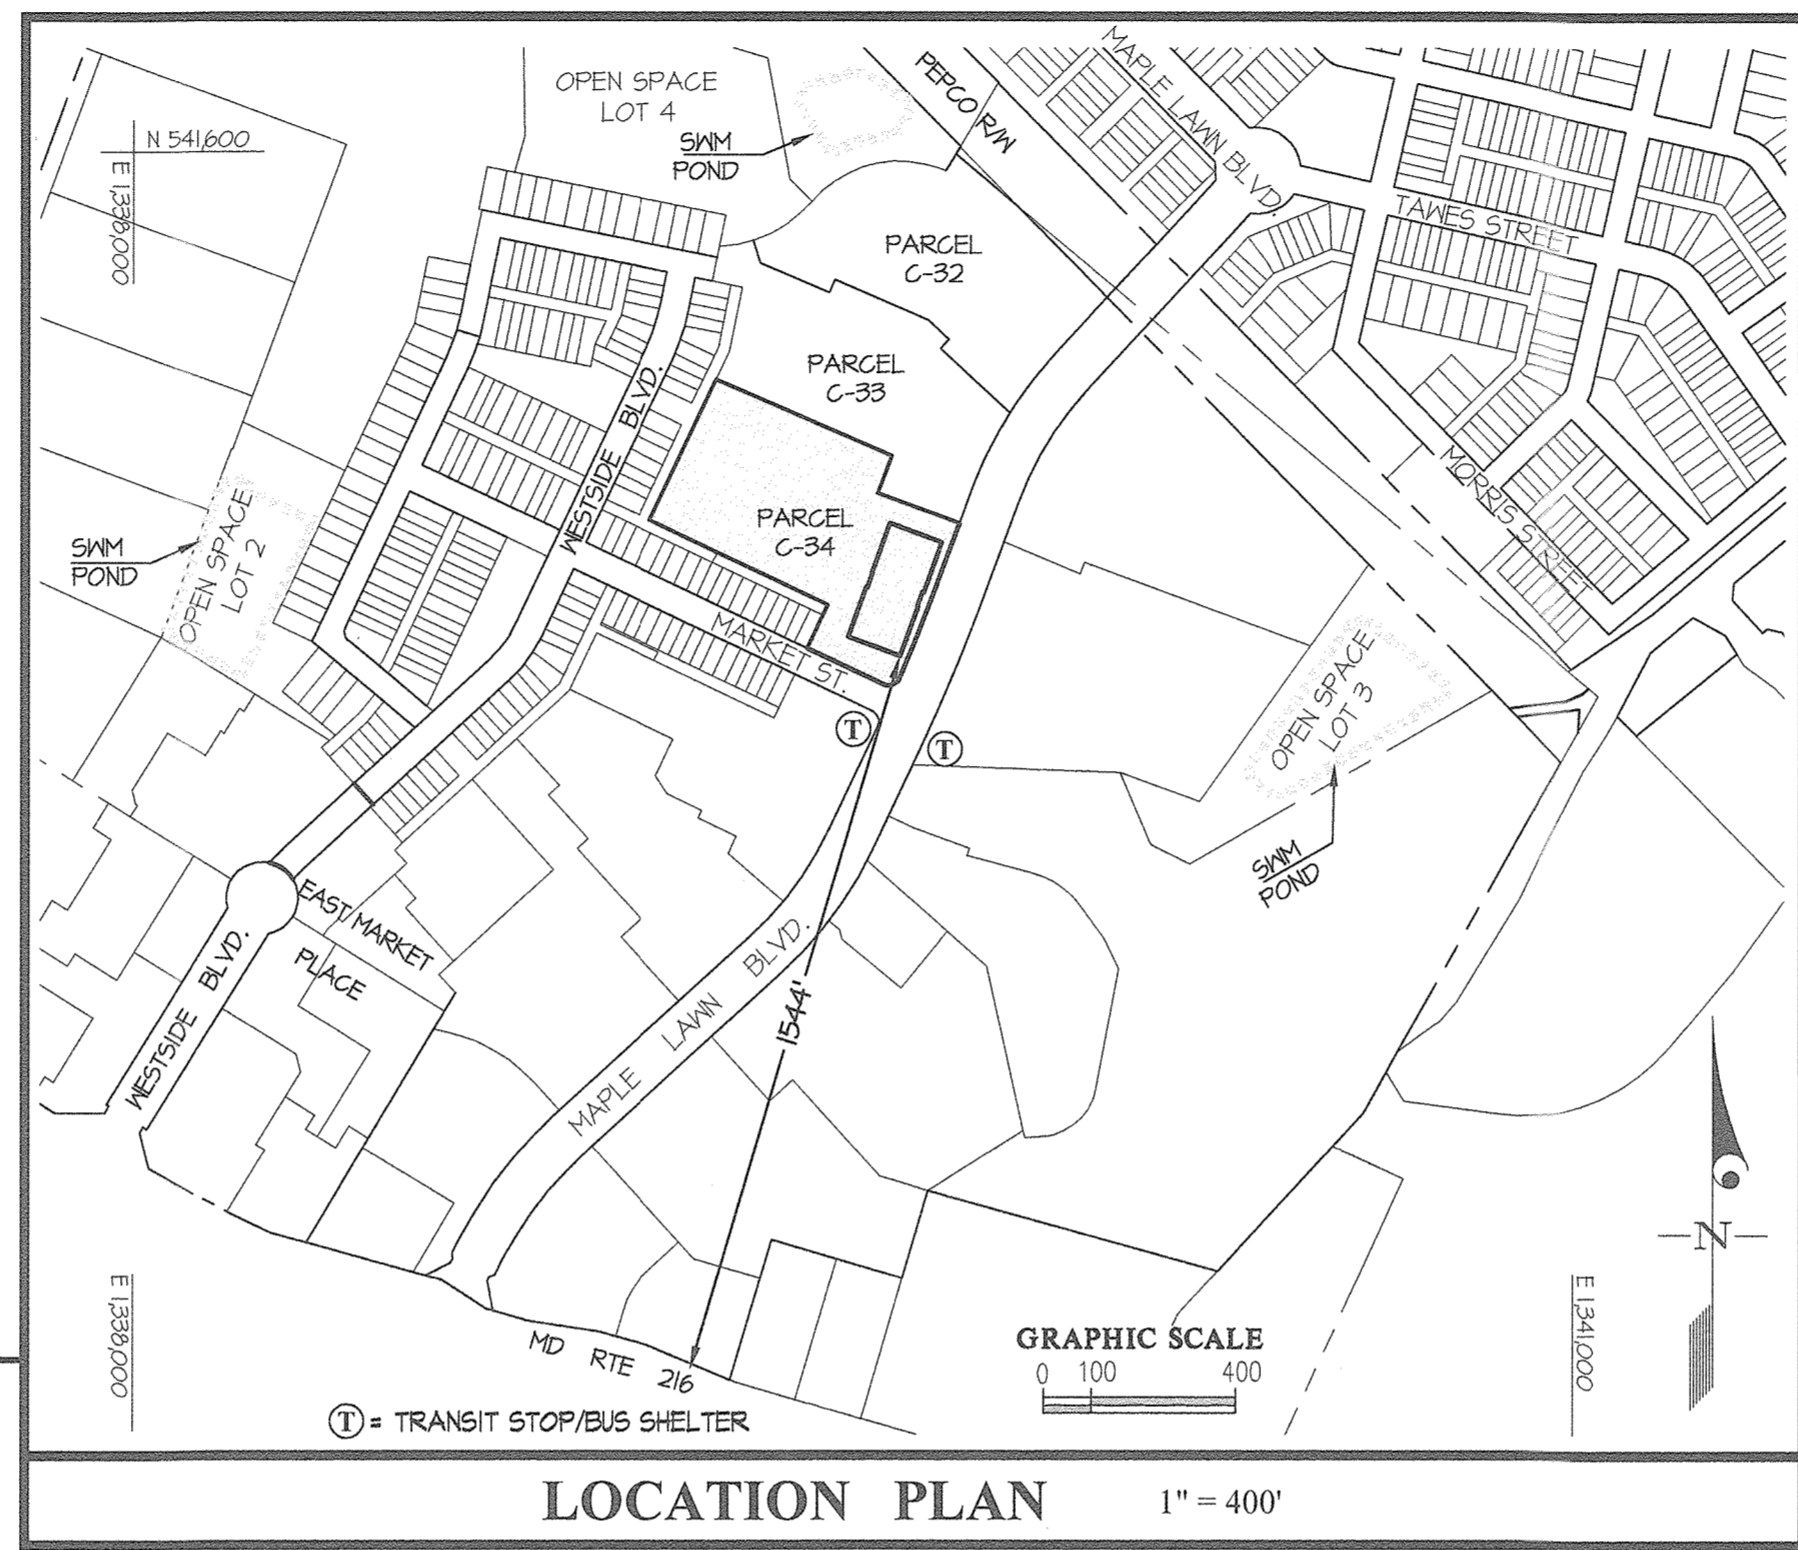 MAPLE LAWN BLVD.
OPEN SPACE
LOT 4
PEPCO R/W
N 541,600
E 1,338,000
SWM
POND
TAWES STREET
PARCEL
C-32
PARCEL
C-33
WESTSIDE BLVD.
MORRIS STREET
SWM
POND
OPEN SPACE
LOT 2
PARCEL
C-34
MARKET ST.
T
T
OPEN SPACE
LOT 3
SWM
POND
EAST MARKET
PLACE
WESTSIDE BLVD.
MAPLE LAWN BLVD.
1544'
N
E 1,338,000
E 1,341,000
MD RTE 216
GRAPHIC SCALE
0 100 400
T = TRANSIT STOP/BUS SHELTER
LOCATION PLAN 1" = 400'